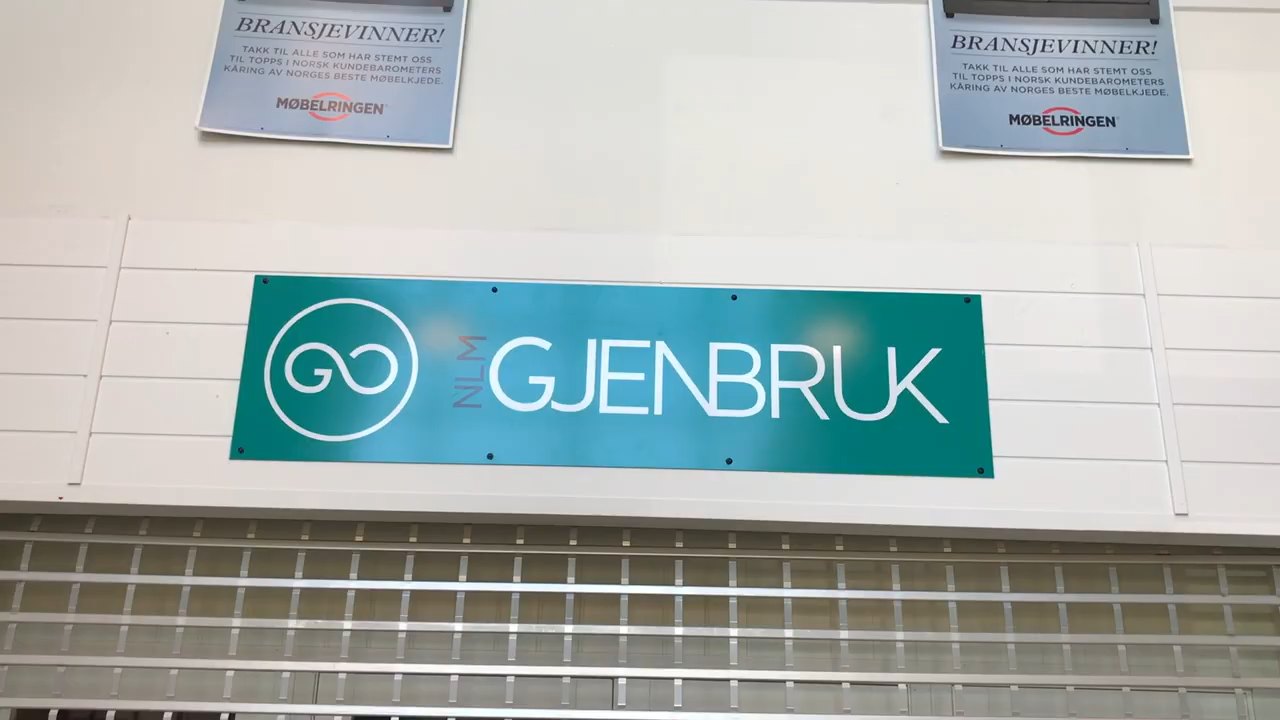 BRANSJEVINNER!
TAKK TIL ALLE SOM HAR STEMT OSS
TIL TOPPS I NORSK KUNDEBAROMETERS
KÅRING AV NORGES BESTE MØBELKJEDE.
MØBELRINGEN
BRANSJEVINNER!
TAKK TIL ALLE SOM HAR STEMT OSS
TIL TOPPS I NORSK KUNDEBAROMETERS
KÅRING AV NORGES BESTE MØBELKJEDE.
MØBELRINGEN
GO
NLM GJENBRUK